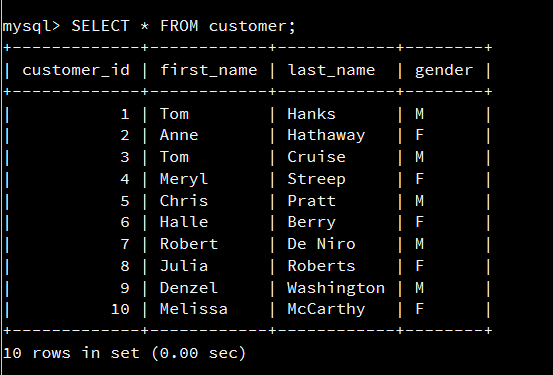 mysql> SELECT * FROM customer;
+-------------+------------+------------+--------+
| customer_id | first_name | last_name  | gender |
+-------------+------------+------------+--------+
|           1 | Tom        | Hanks      | M      |
|           2 | Anne       | Hathaway   | F      |
|           3 | Tom        | Cruise     | M      |
|           4 | Meryl      | Streep     | F      |
|           5 | Chris      | Pratt      | M      |
|           6 | Halle      | Berry      | F      |
|           7 | Robert     | De Niro    | M      |
|           8 | Julia      | Roberts    | F      |
|           9 | Denzel     | Washington | M      |
|          10 | Melissa    | McCarthy   | F      |
+-------------+------------+------------+--------+
10 rows in set (0.00 sec)